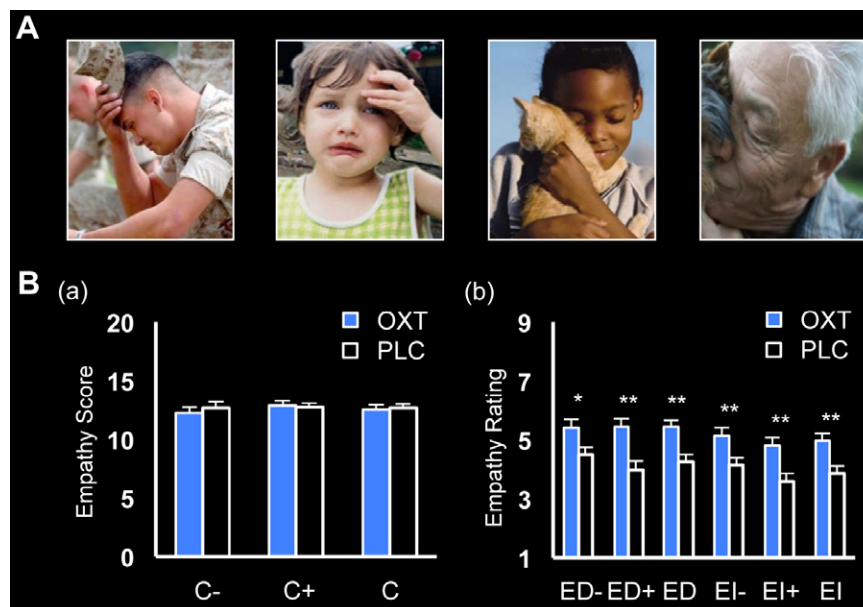 A
B
(a)
(b)
OXT
PLC
20
15
10
5
0
Empathy Score
C- C+ C
OXT
PLC
9
7
5
3
1
Empathy Rating
* ** ** ** ** **
ED- ED+ ED EI- EI+ EI